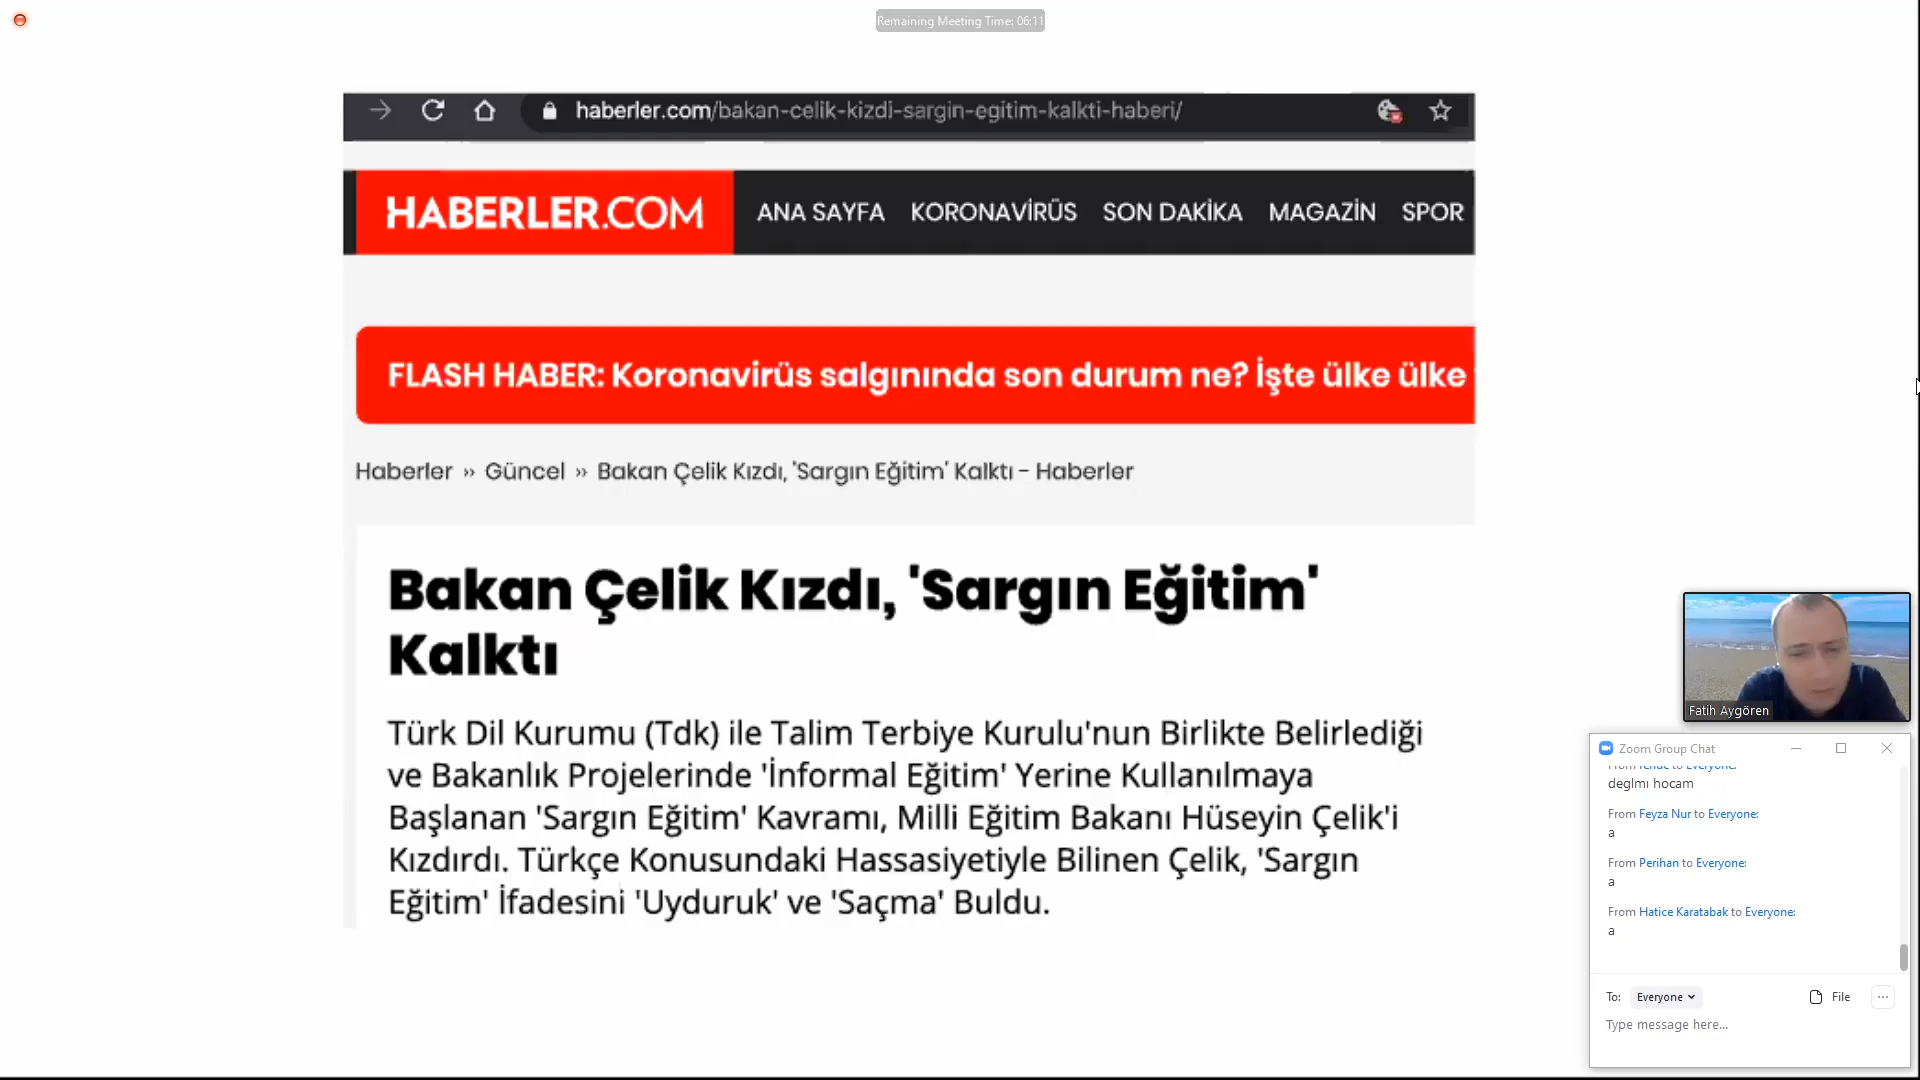 Remaining Meeting Time: 06:11
haberler.com/bakan-celik-kizdi-sargin-egitim-kalkti-haberi/
HABERLER.COM ANA SAYFA KORONAVİRÜS SON DAKİKA MAGAZİN SPOR
FLASH HABER: Koronavirüs salgınında son durum ne? İşte ülke ülke
Haberler » Güncel » Bakan Çelik Kızdı, 'Sargın Eğitim' Kalktı - Haberler
Bakan Çelik Kızdı, 'Sargın Eğitim'
Kalktı
Türk Dil Kurumu (Tdk) ile Talim Terbiye Kurulu'nun Birlikte Belirlediği
ve Bakanlık Projelerinde 'İnformal Eğitim' Yerine Kullanılmaya
Başlanan 'Sargın Eğitim' Kavramı, Milli Eğitim Bakanı Hüseyin Çelik'i
Kızdırdı. Türkçe Konusundaki Hassasiyetiyle Bilinen Çelik, 'Sargın
Eğitim' İfadesini 'Uyduruk' ve 'Saçma' Buldu.
Fatih Aygören
Zoom Group Chat
to Everyone:
deglmı hocam
From Feyza Nur to Everyone:
a
From Perihan to Everyone:
a
From Hatice Karatabak to Everyone:
a
To: Everyone File
Type message here...